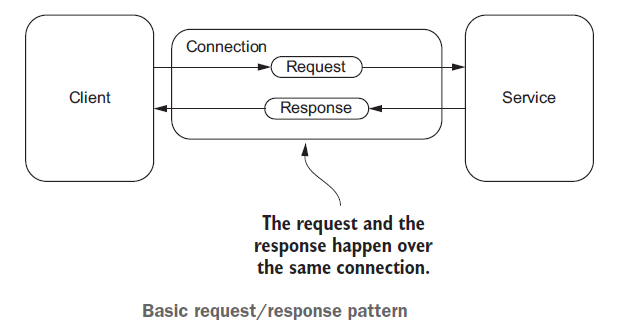 Connection
Request
Client
Service
Response
The request and the
response happen over
the same connection.
Basic request/response pattern